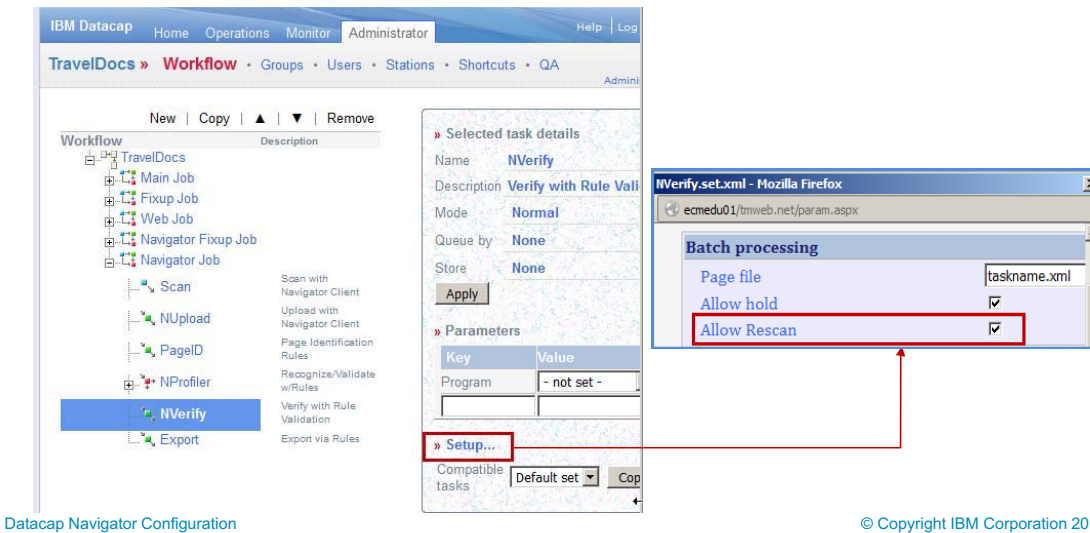 IBM Datacap Home Operations Monitor Administrator Help | Log
TravelDocs » Workflow · Groups · Users · Stations · Shortcuts · QA
Admini
New | Copy | ▲ | ▼ | Remove
Workflow Description
TravelDocs
Main Job
Fixup Job
Web Job
Navigator Fixup Job
Navigator Job
Scan
Scan with
Navigator Client
NUpload
Upload with
Navigator Client
PageID
Page Identification
Rules
NProfiler
Recognize/Validate
w/Rules
NVerify
Verify with Rule
Validation
Export
Export via Rules
» Selected task details
Name NVerify
Description Verify with Rule Vali
Mode Normal
Queue by None
Store None
Apply
» Parameters
Key Value
Program - not set -
» Setup...
Compatible
tasks
Default set
Cop
NVerify.set.xml - Mozilla Firefox
ecmedu01/tmweb.net/param.aspx
Batch processing
Page file taskname.xml
Allow hold
Allow Rescan
Datacap Navigator Configuration
© Copyright IBM Corporation 20